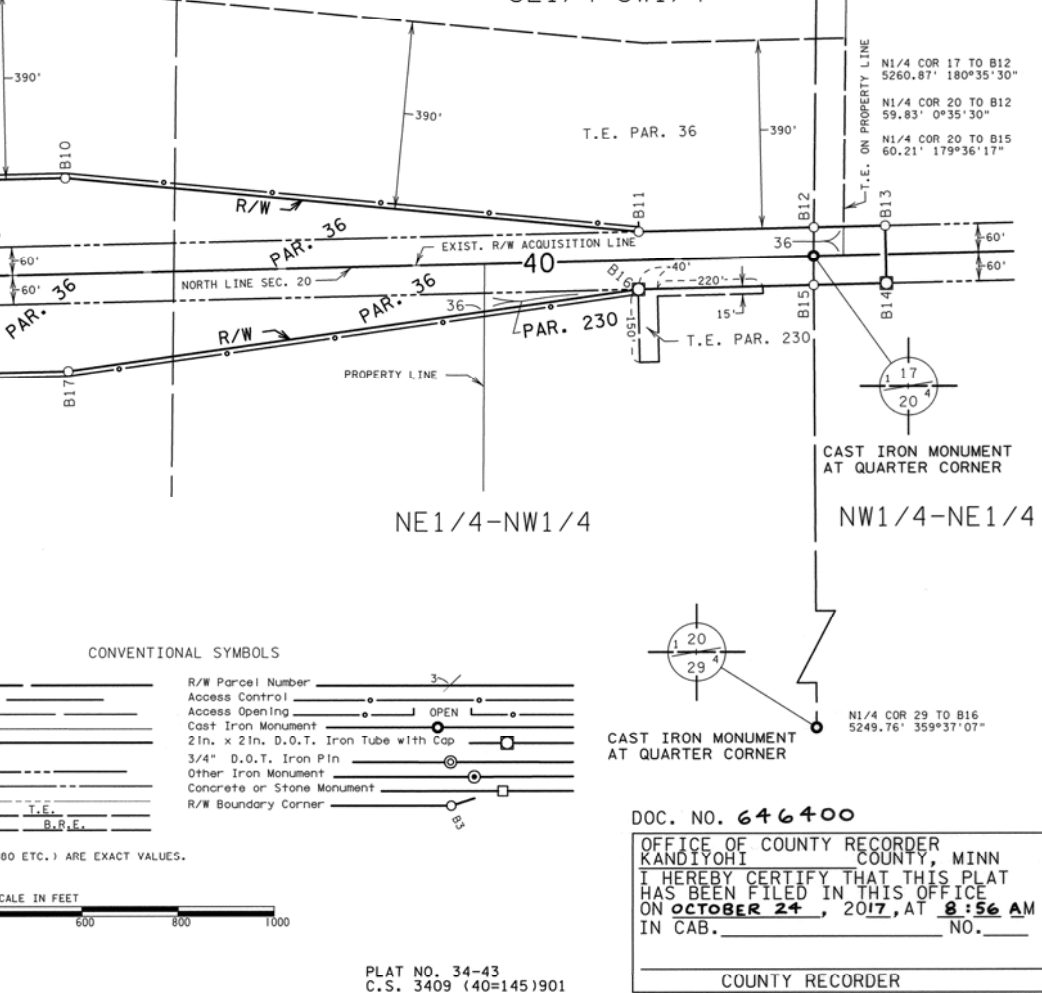 390'
390'
T.E. PAR. 36
390'
T.E. ON PROPERTY LINE
N1/4 COR 17 TO B12
5260.87' 180°35'30"
N1/4 COR 20 TO B12
59.83' 0°35'30"
N1/4 COR 20 TO B15
60.21' 179°36'17"
B10
R/W
PAR. 36
B11
B12
B13
EXIST. R/W ACQUISITION LINE
36
60'
60'
60'
60'
NORTH LINE SEC. 20
40
PAR. 36
PAR. 36
B16
40'
220'
15'
150'
B15
B14
36
PAR. 230
R/W
T.E. PAR. 230
B17
PROPERTY LINE
1 17
20 4
CAST IRON MONUMENT
AT QUARTER CORNER
NE1/4-NW1/4
NW1/4-NE1/4
1 20
29 4
CAST IRON MONUMENT
AT QUARTER CORNER
N1/4 COR 29 TO B16
5249.76' 359°37'07"
CONVENTIONAL SYMBOLS
R/W Parcel Number 3
Access Control
Access Opening OPEN
Cast Iron Monument
2in. x 2in. D.O.T. Iron Tube with Cap
3/4" D.O.T. Iron Pin
Other Iron Monument
Concrete or Stone Monument
R/W Boundary Corner
B3
T.E.
B.R.E.
ETC.) ARE EXACT VALUES.
IN FEET
600 800 1000
DOC. NO. 646400
OFFICE OF COUNTY RECORDER
KANDIYOHI COUNTY, MINN
I HEREBY CERTIFY THAT THIS PLAT
HAS BEEN FILED IN THIS OFFICE
ON OCTOBER 24, 2017, AT 8:56 AM
IN CAB. NO.
COUNTY RECORDER
PLAT NO. 34-43
C.S. 3409 (40=145)901